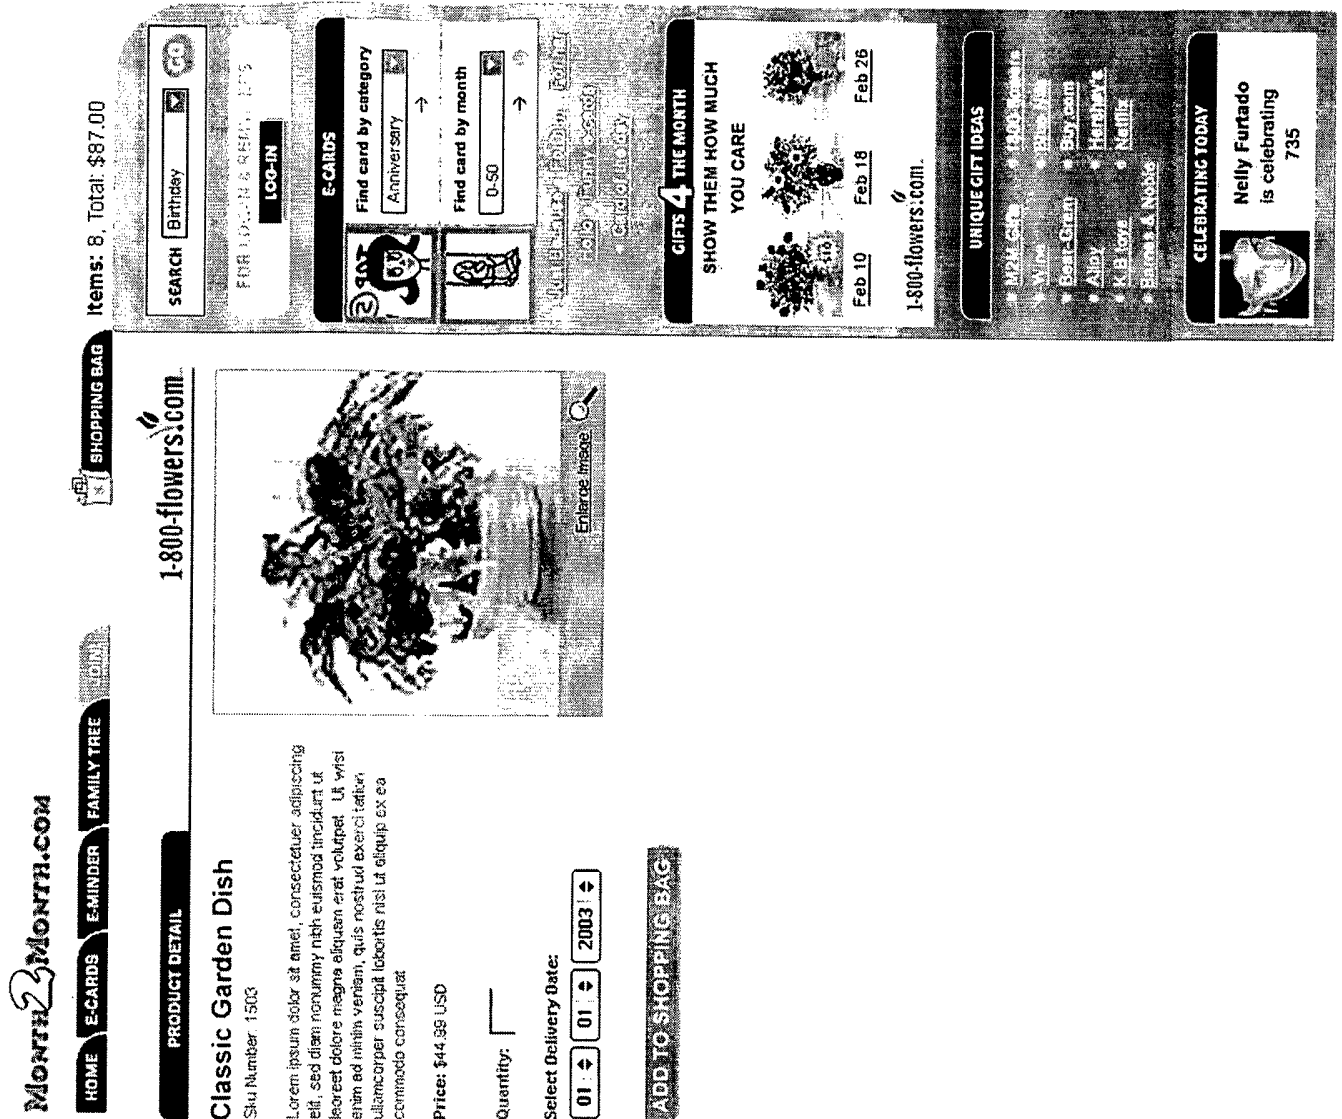 MONTH2MONTH.COM
HOME E-CARDS E-MINDER FAMILY TREE JOIN!
SHOPPING BAG Items: 8, Total: $87.00
PRODUCT DETAIL
1-800-flowers.com
Classic Garden Dish
Sku Number: 1503
Lorem ipsum dolor sit amet, consectetuer adipiscing
elit, sed diam nonummy nibh euismod tincidunt ut
laoreet dolore magna aliquam erat volutpat. Ut wisi
enim ad minim veniam, quis nostrud exerci tation
ullamcorper suscipit lobortis nisl ut aliquip ex ea
commodo consequat
Price: $44.99 USD
Quantity:
Select Delivery Date:
01 01 2003
ADD TO SHOPPING BAG
Enlarge Image
SEARCH Birthday GO
LOG-IN
E-CARDS
Find card by category
Anniversary
Find card by month
0-50
GIFTS 4 THE MONTH
SHOW THEM HOW MUCH
YOU CARE
Feb 10 Feb 18 Feb 26
1-800-flowers.com
UNIQUE GIFT IDEAS
M2M Gifts
Wine Blue Nile
Bear-Gram Buy.com
Alloy Hershey's
KB Toys Netflix
Barnes & Noble
CELEBRATING TODAY
Nelly Furtado
is celebrating
735